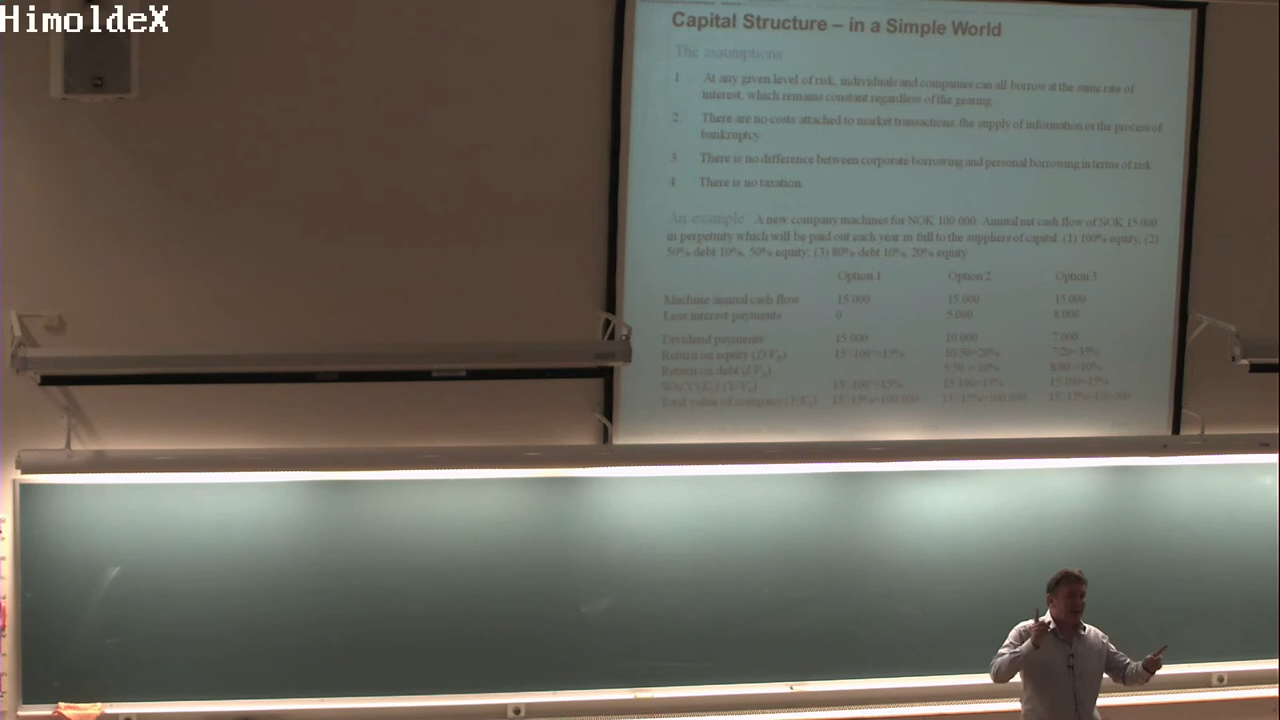 HimoldeX
Capital Structure – in a Simple World
The assumptions
1. At any given level of risk, individuals and companies can all borrow at the same rate of
interest, which remains constant regardless of the gearing.
2. There are no costs attached to market transactions, the supply of information or the process of
bankruptcy.
3. There is no difference between corporate borrowing and personal borrowing in terms of risk
4. There is no taxation.
An example A new company machines for NOK 100 000. Annual net cash flow of NOK 15 000
in perpetuity which will be paid out each year in full to the suppliers of capital. (1) 100% equity, (2)
50% debt 10%, 50% equity; (3) 80% debt 10%, 20% equity
Option 1 Option 2 Option 3
Machine annual cash flow 15 000 15 000 15 000
Less interest payments 0 5 000 8 000
Dividend payments 15 000 10 000 7 000
Return on equity 15'/100'=15% 10/50=20% 7/20=35%
Return on debt 5/50 =10% 8/80 =10%
WACC 15'/100'=15% 15/100=15% 15/100=15%
Total value of company 15'/15%=100 000 15'/15%=100 000 15'/15%=100 000